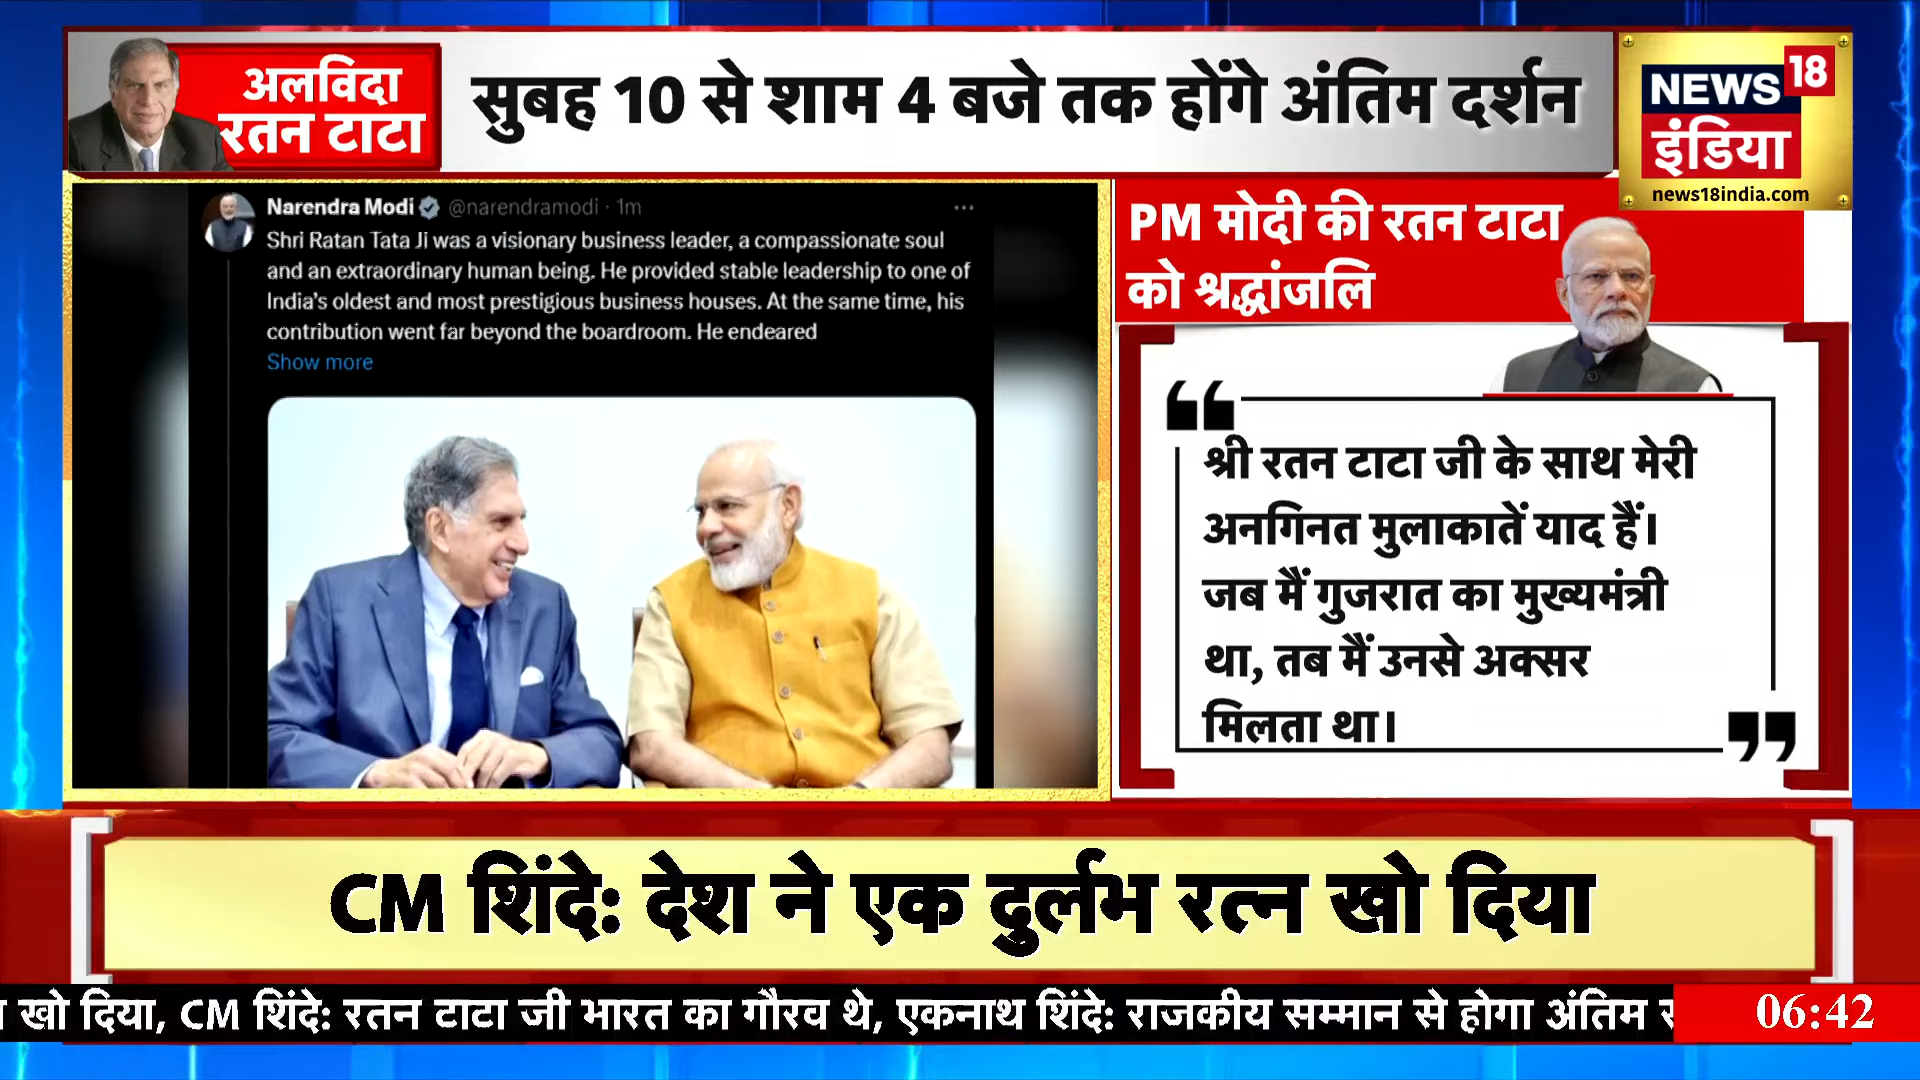 अलविदा
रतन टाटा
सुबह 10 से शाम 4 बजे तक होंगे अंतिम दर्शन
NEWS 18
इंडिया
news18india.com
Narendra Modi @narendramodi · 1m
Shri Ratan Tata Ji was a visionary business leader, a compassionate soul
and an extraordinary human being. He provided stable leadership to one of
India's oldest and most prestigious business houses. At the same time, his
contribution went far beyond the boardroom. He endeared
Show more
PM मोदी की रतन टाटा
को श्रद्धांजलि
श्री रतन टाटा जी के साथ मेरी
अनगिनत मुलाकातें याद हैं।
जब मैं गुजरात का मुख्यमंत्री
था, तब मैं उनसे अक्सर
मिलता था।
CM शिंदे: देश ने एक दुर्लभ रत्न खो दिया
खो दिया, CM शिंदे: रतन टाटा जी भारत का गौरव थे, एकनाथ शिंदे: राजकीय सम्मान से होगा अंतिम
06:42